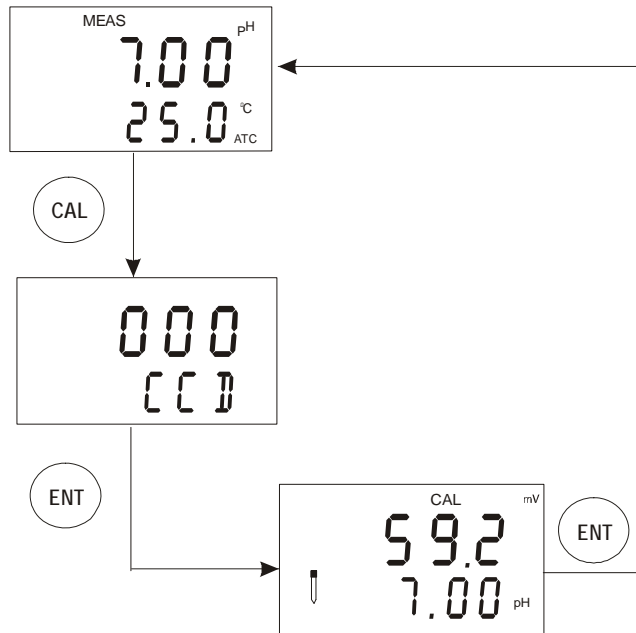 MEAS
pH
7.00
25.0 °C
ATC
CAL
000
CCD
ENT
CAL mV
59.2
7.00 pH
ENT